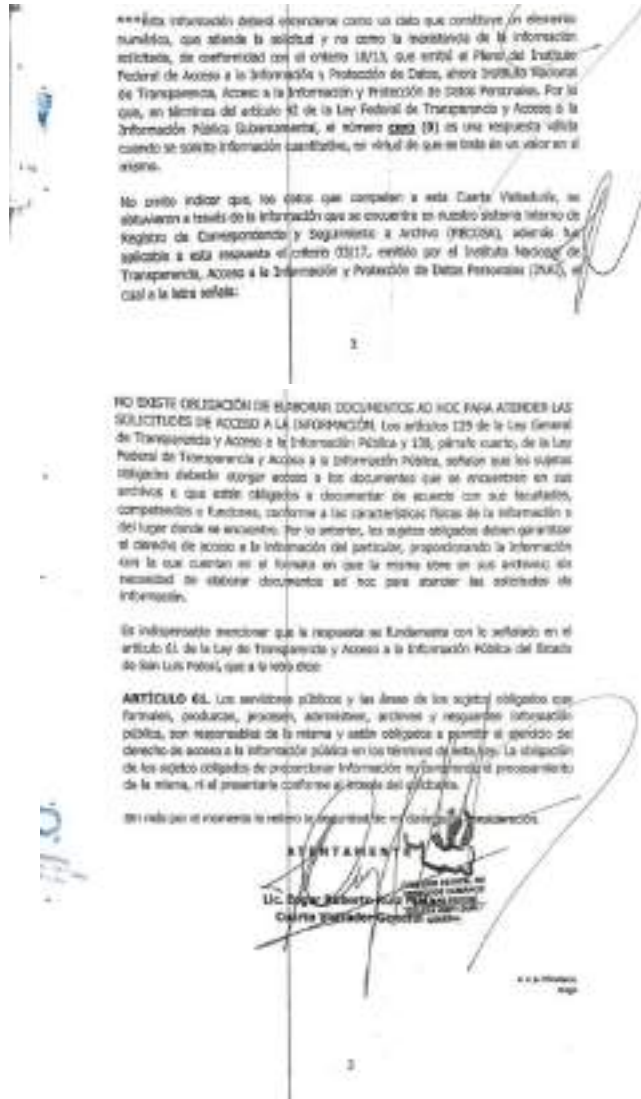 ***Esta información deberá entenderse como un dato que constituye un elemento
numérico, que atiende la solicitud y no como la inexistencia de la información
solicitada, de conformidad con el criterio 18/13, que emitió el Pleno del Instituto
Federal de Acceso a la Información y Protección de Datos, ahora Instituto Nacional
de Transparencia, Acceso a la Información y Protección de Datos Personales. Por lo
que, en términos del artículo 42 de la Ley Federal de Transparencia y Acceso a la
Información Pública Gubernamental, el número cero (0) es una respuesta válida
cuando se solicita información cuantitativa, en virtud de que se trata de un valor en sí
mismo.
No omito indicar que, los datos que competen a esta Cuarta Visitaduría, se
obtuvieron a través de la información que se encuentra en nuestro sistema interno de
Registro de Correspondencia y Seguimiento a Archivo (RECOSA), además fue
aplicable a esta respuesta el criterio 03/17, emitido por el Instituto Nacional de
Transparencia, Acceso a la Información y Protección de Datos Personales (INAI), el
cual a la letra señala:
NO EXISTE OBLIGACIÓN DE ELABORAR DOCUMENTOS AD HOC PARA ATENDER LAS
SOLICITUDES DE ACCESO A LA INFORMACIÓN. Los artículos 129 de la Ley General
de Transparencia y Acceso a la Información Pública y 130, párrafo cuarto, de la Ley
Federal de Transparencia y Acceso a la Información Pública, señalan que los sujetos
obligados deberán otorgar acceso a los documentos que se encuentren en sus
archivos o que estén obligados a documentar de acuerdo con sus facultades,
competencias o funciones, conforme a las características físicas de la información o
del lugar donde se encuentre. Por lo anterior, los sujetos obligados deben garantizar
el derecho de acceso a la información del particular, proporcionando la información
con la que cuentan en el formato en que la misma obre en sus archivos; sin
necesidad de elaborar documentos ad hoc para atender las solicitudes de
información.
Es indispensable mencionar que la respuesta se fundamenta con lo señalado en el
artículo 61 de la Ley de Transparencia y Acceso a la Información Pública del Estado
de San Luis Potosí, que a la letra dice:
ARTÍCULO 61. Los servidores públicos y las áreas de los sujetos obligados que
formulen, produzcan, procesen, administren, archiven y resguarden información
pública, son responsables de la misma y están obligados a permitir el ejercicio del
derecho de acceso a la información pública en los términos de esta ley. La obligación
de los sujetos obligados de proporcionar información no comprende el procesamiento
de la misma, ni el presentarla conforme al interés del solicitante.
Sin más por el momento le reitero la seguridad de mi distinguida consideración.
ATENTAMENTE
Lic. Edgar Roberto Ruiz
Cuarto Visitador General